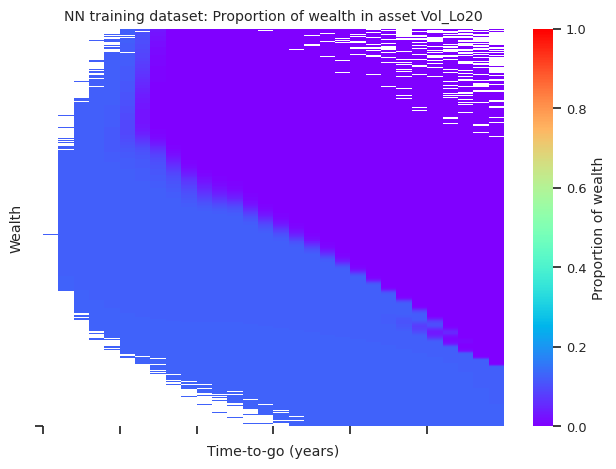 NN training dataset: Proportion of wealth in asset Vol_Lo20
Wealth
Time-to-go (years)
1.0
0.8
0.6
0.4
0.2
0.0
Proportion of wealth